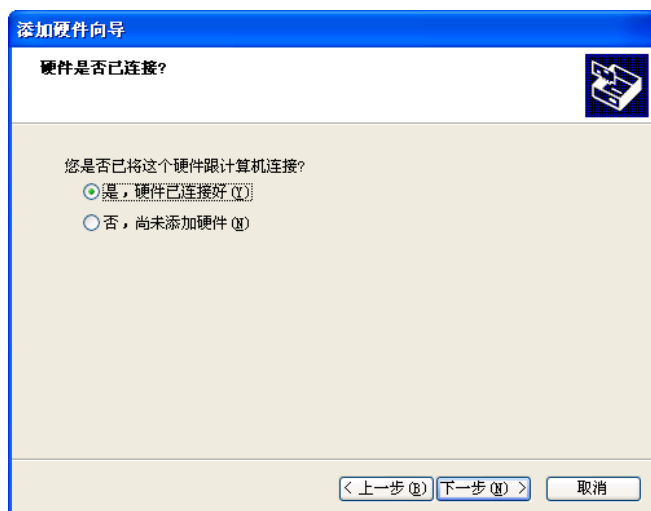 添加硬件向导
硬件是否已连接?
您是否已将这个硬件跟计算机连接?
是，硬件已连接好(Y)
否，尚未添加硬件(N)
< 上一步(B) 下一步(N) > 取消